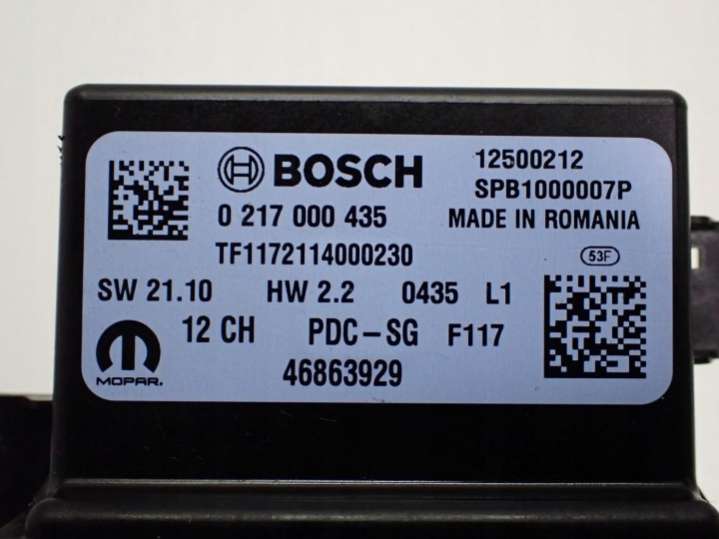 BOSCH 12500212
SPB1000007P
0 217 000 435 MADE IN ROMANIA
TF1172114000230 53F
SW 21.10 HW 2.2 0435 L1
12 CH PDC-SG F117
MOPAR. 46863929